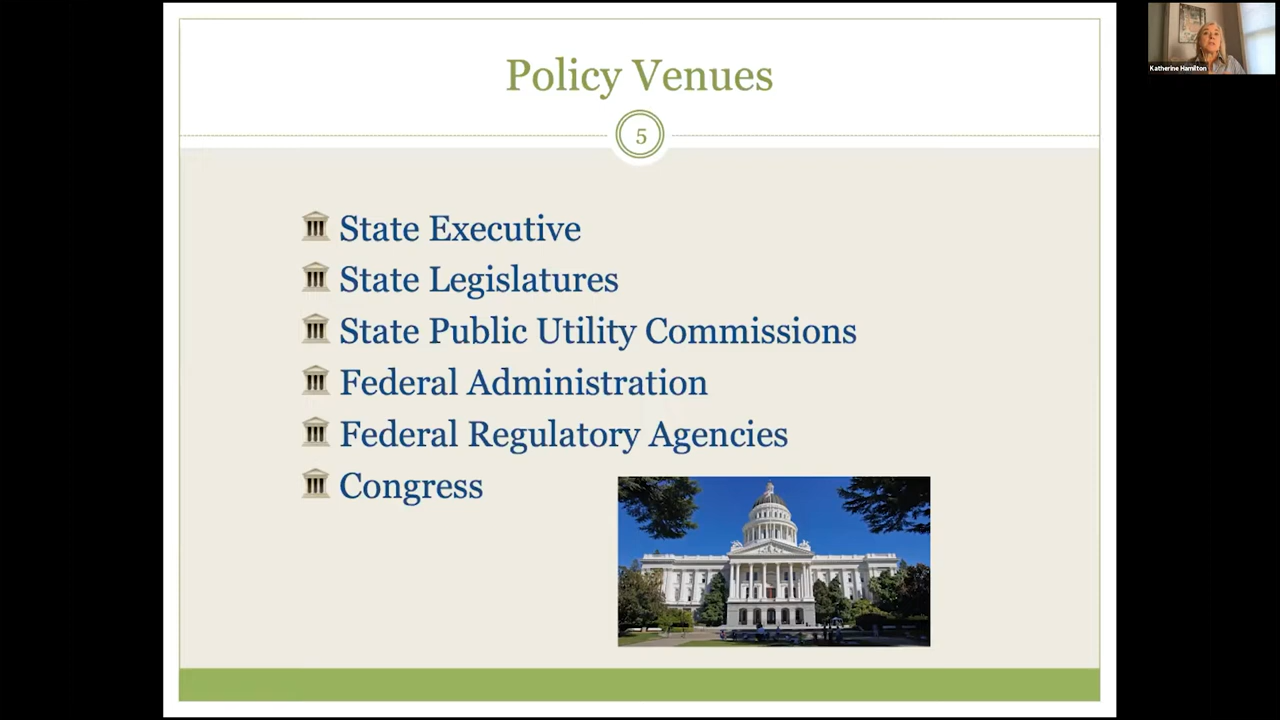 Policy Venues
5
State Executive
State Legislatures
State Public Utility Commissions
Federal Administration
Federal Regulatory Agencies
Congress
Katherine Hamilton